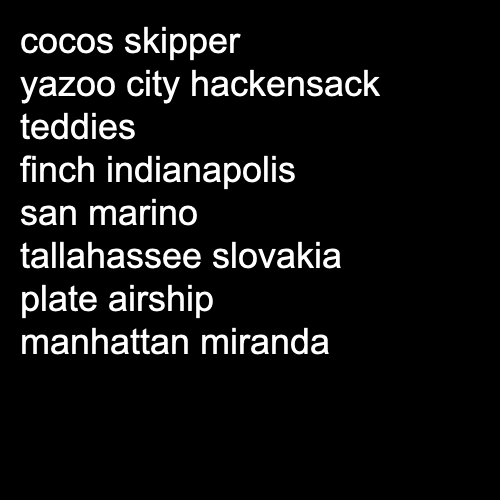 cocos skipper
yazoo city hackensack
teddies
finch indianapolis
san marino
tallahassee slovakia
plate airship
manhattan miranda